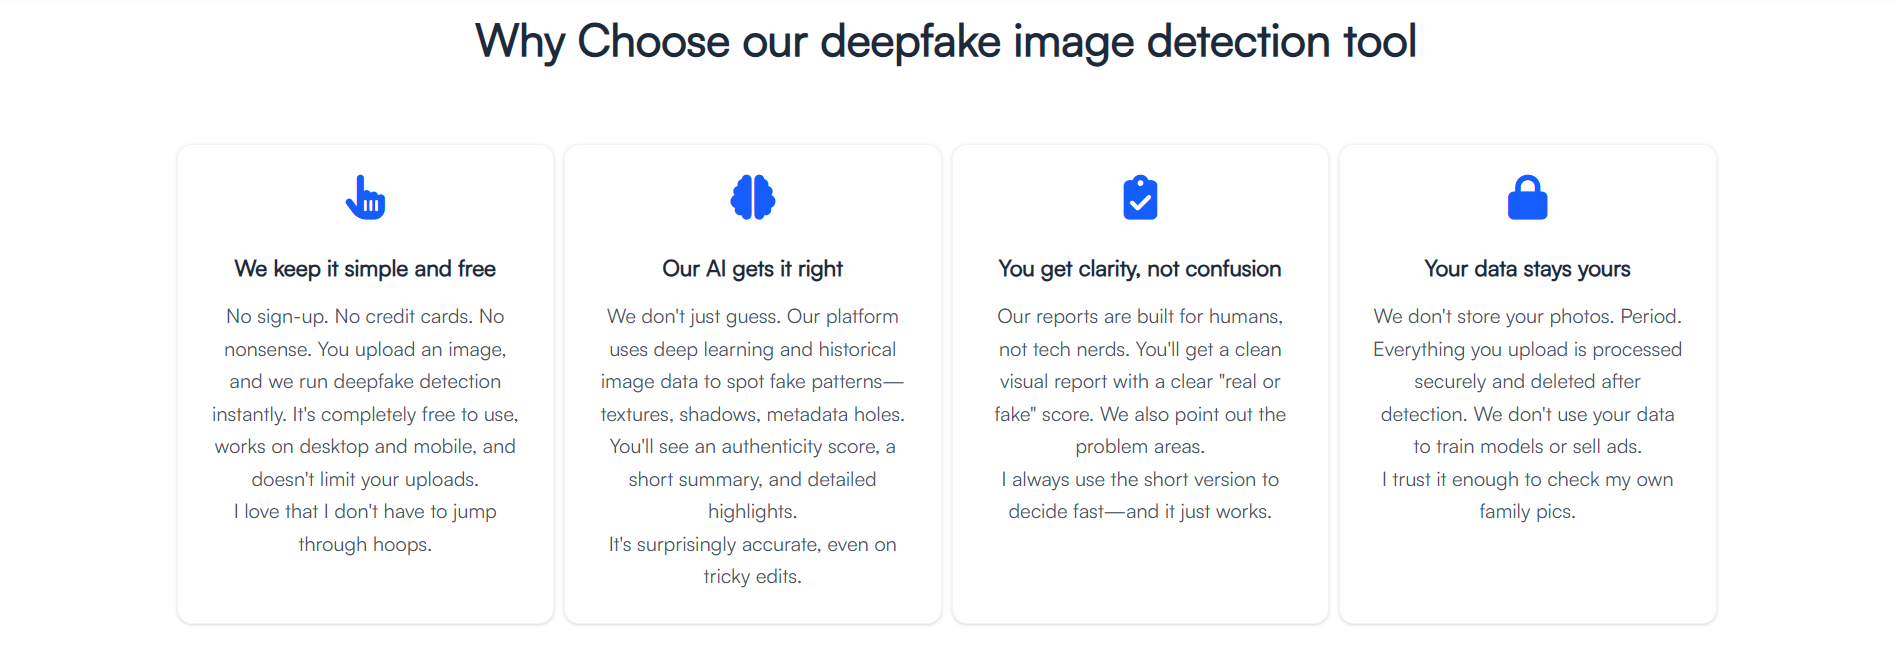 Why Choose our deepfake image detection tool
We keep it simple and free
No sign-up. No credit cards. No
nonsense. You upload an image,
and we run deepfake detection
instantly. It's completely free to use,
works on desktop and mobile, and
doesn't limit your uploads.
I love that I don't have to jump
through hoops.
Our AI gets it right
We don't just guess. Our platform
uses deep learning and historical
image data to spot fake patterns—
textures, shadows, metadata holes.
You'll see an authenticity score, a
short summary, and detailed
highlights.
It's surprisingly accurate, even on
tricky edits.
You get clarity, not confusion
Our reports are built for humans,
not tech nerds. You'll get a clean
visual report with a clear "real or
fake" score. We also point out the
problem areas.
I always use the short version to
decide fast—and it just works.
Your data stays yours
We don't store your photos. Period.
Everything you upload is processed
securely and deleted after
detection. We don't use your data
to train models or sell ads.
I trust it enough to check my own
family pics.